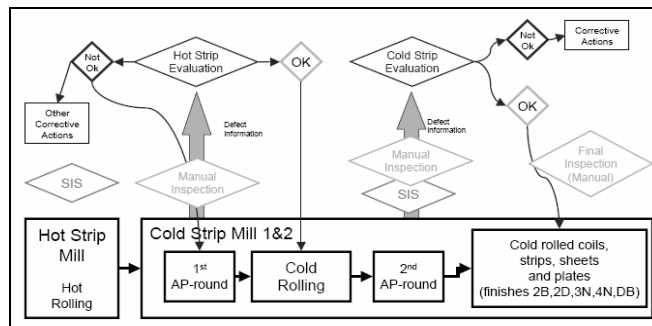 Not
Ok
Hot Strip
Evaluation
OK
Cold Strip
Evaluation
Not
Ok
Corrective
Actions
OK
Other
Corrective
Actions
Defect
Information
Defect
Information
SIS
Manual
Inspection
Manual
Inspection
SIS
Final
Inspection
(Manual)
Hot Strip
Mill
Hot
Rolling
Cold Strip Mill 1&2
1st
AP-round
Cold
Rolling
2nd
AP-round
Cold rolled coils,
strips, sheets
and plates
(finishes 2B,2D,3N,4N,DB)